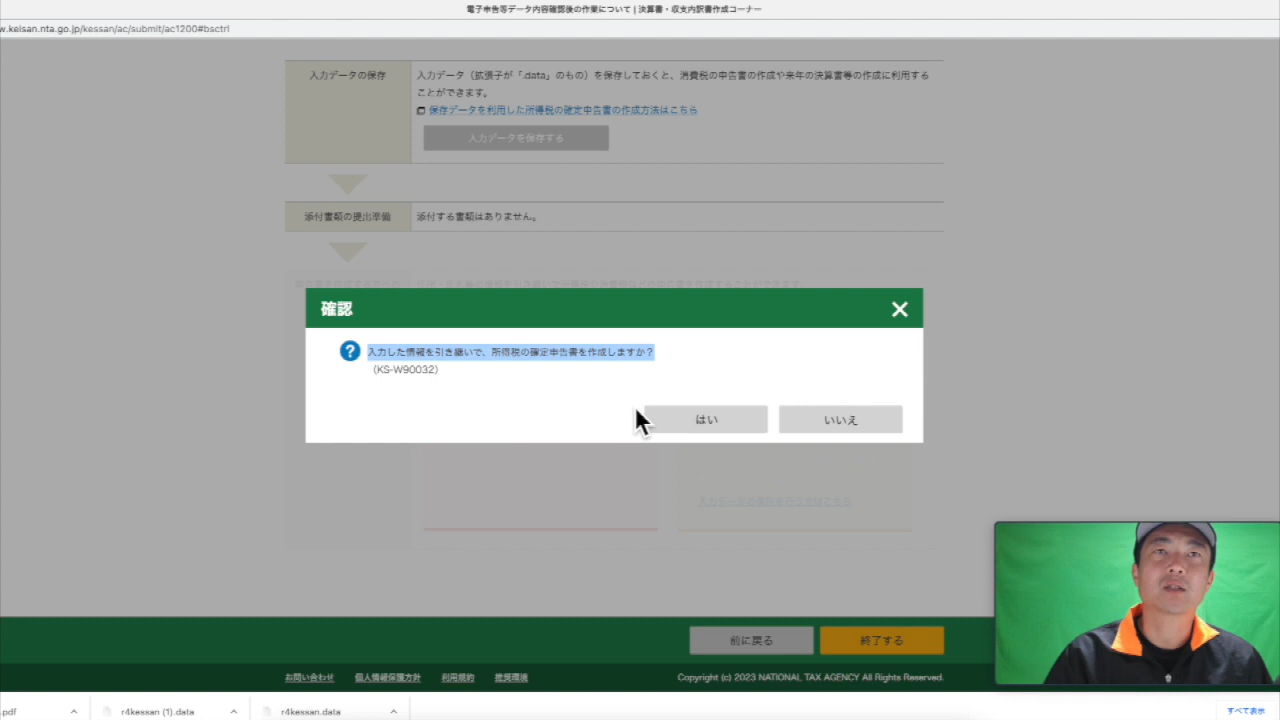 電子申告等データ内容確認後の作業について | 決算書・収支内訳書作成コーナー
w.keisan.nta.go.jp/kessan/ac/submit/ac1200#bsctrl
入力データの保存
入力データ（拡張子が「.data」のもの）を保存しておくと、消費税の申告書の作成や来年の決算書等の作成に利用する
ことができます。
保存データを利用した所得税の確定申告書の作成方法はこちら
入力データを保存する
添付書類の提出準備
添付する書類はありません。
確認
入力した情報を引き継いで、所得税の確定申告書を作成しますか？
（KS-W90032）
はい
いいえ
前に戻る
終了する
お問い合わせ
個人情報保護方針
利用規約
推奨環境
Copyright (c) 2023 NATIONAL TAX AGENCY All Rights Reserved.
.pdf
r4kessan (1).data
r4kessan.data
すべて表示